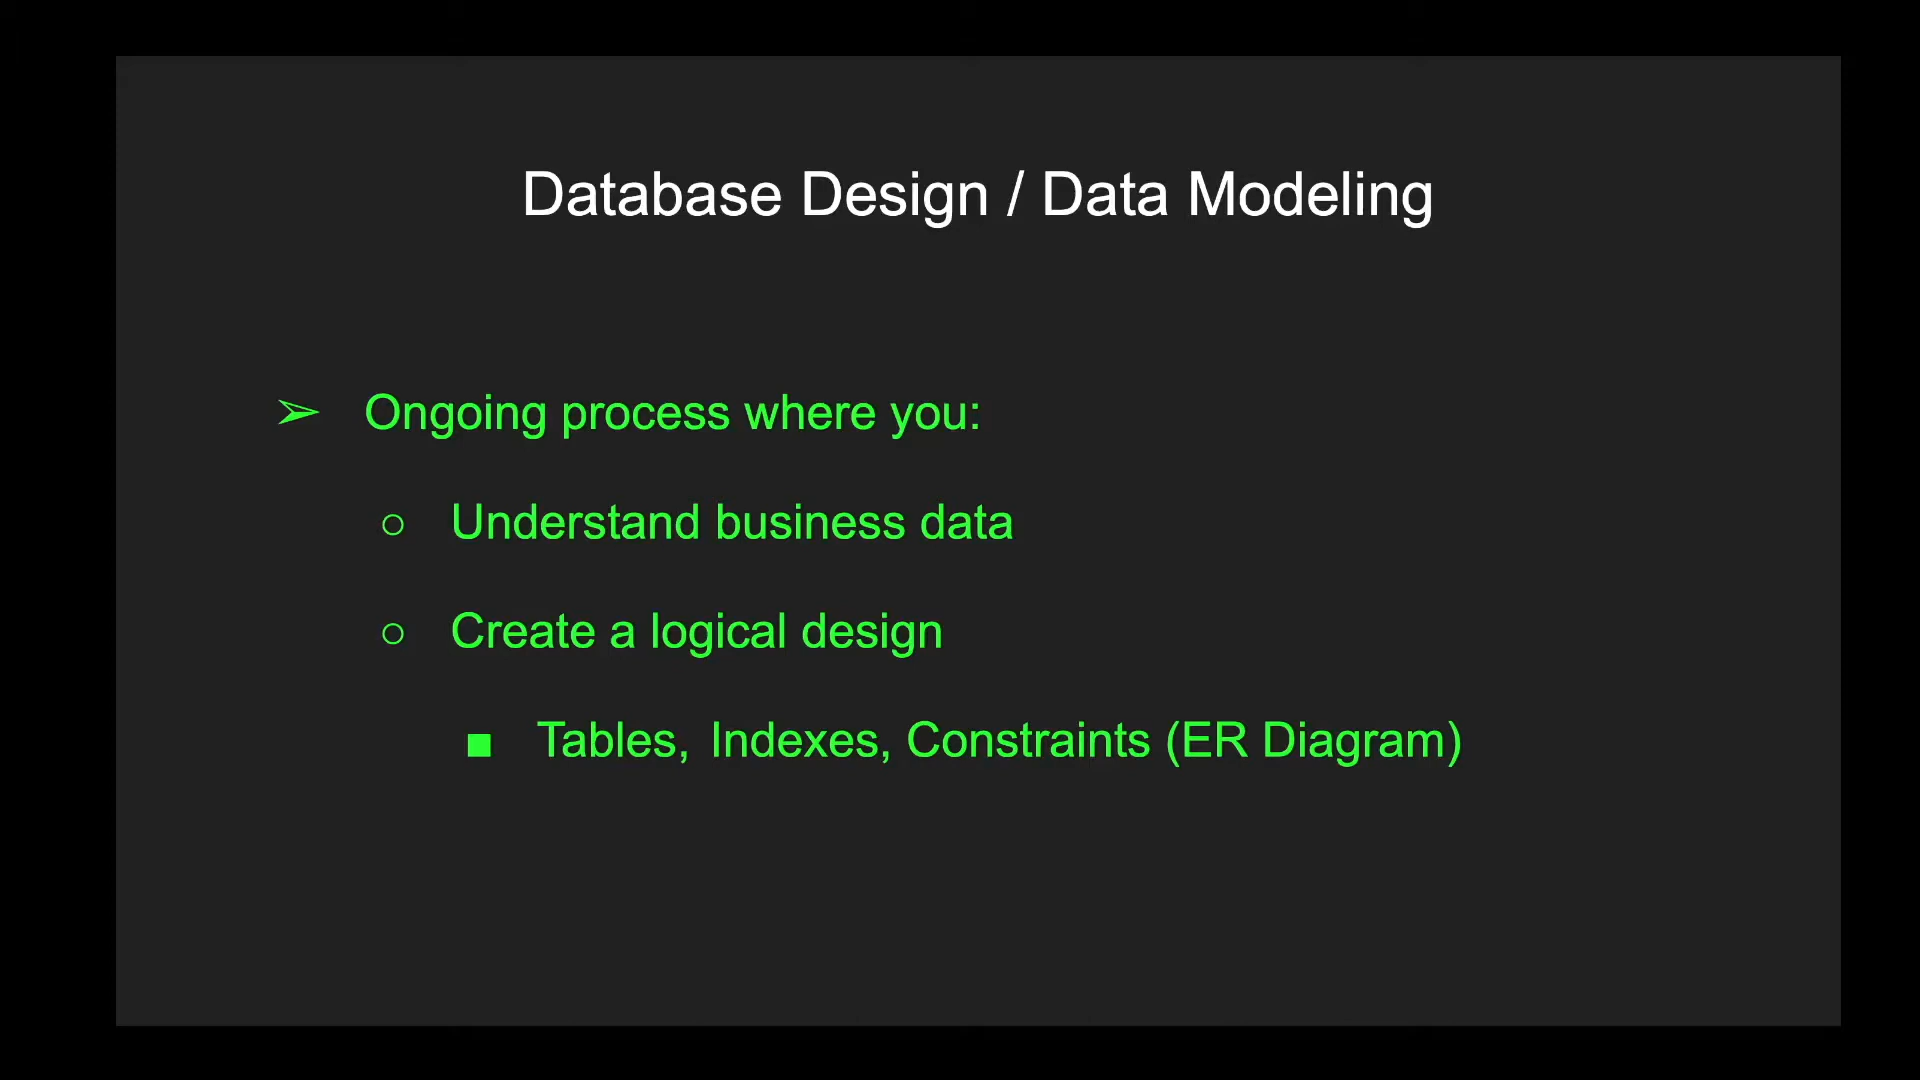 Database Design / Data Modeling
➢ Ongoing process where you:
○ Understand business data
○ Create a logical design
■ Tables, Indexes, Constraints (ER Diagram)